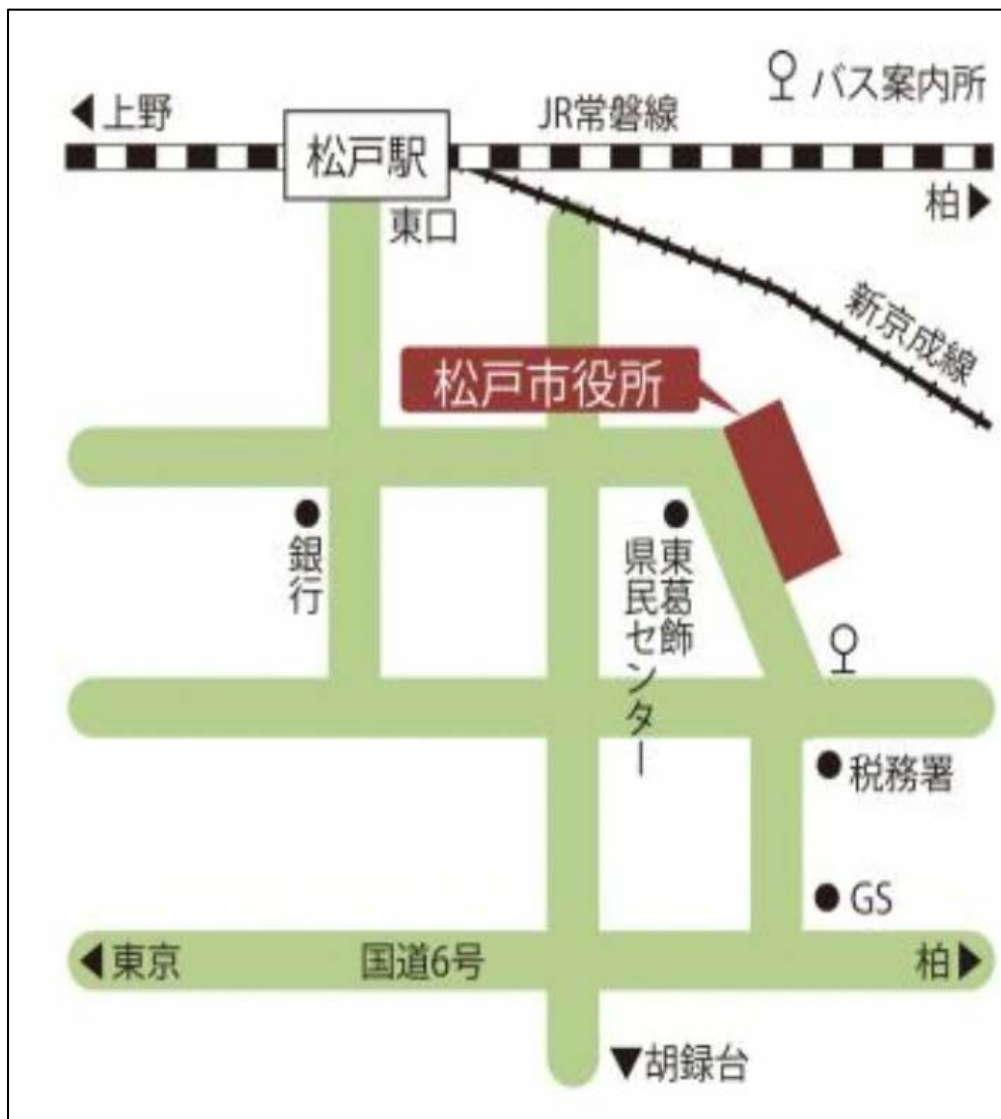 バス案内所
◀上野
JR常磐線
松戸駅
柏▶
東口
新京成線
松戸市役所
銀行
東葛飾
県民センター
税務署
GS
◀東京
国道6号
柏▶
▼胡録台